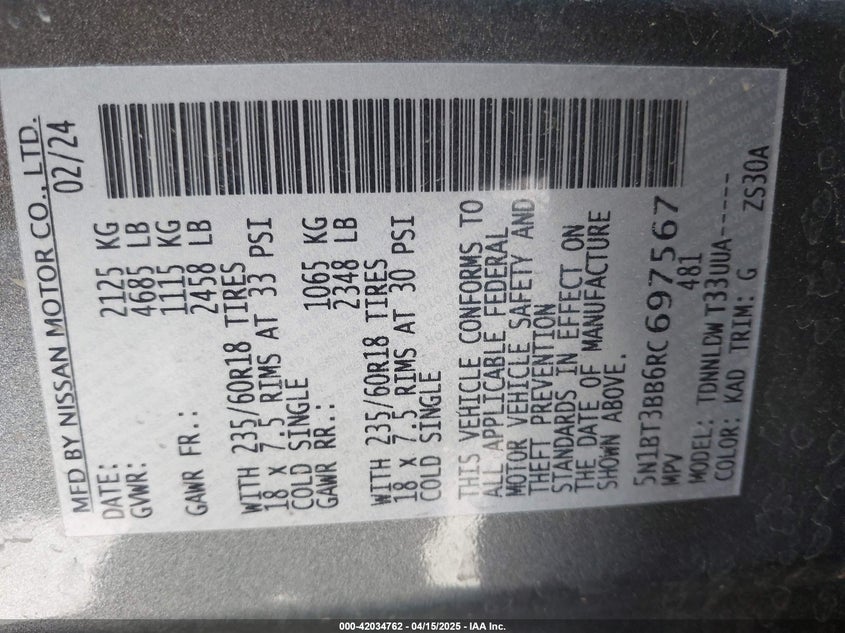 MFD BY NISSAN MOTOR CO., LTD.
DATE: 02/24
GVWR: 2125 KG
4685 LB
GAWR FR.: 1115 KG
2458 LB
WITH 235/60R18 TIRES
18 X 7.5 RIMS AT 33 PSI
COLD SINGLE
GAWR RR.: 1065 KG
2348 LB
WITH 235/60R18 TIRES
18 X 7.5 RIMS AT 30 PSI
COLD SINGLE
THIS VEHICLE CONFORMS TO
ALL APPLICABLE FEDERAL
MOTOR VEHICLE SAFETY AND
THEFT PREVENTION
STANDARDS IN EFFECT ON
THE DATE OF MANUFACTURE
SHOWN ABOVE.
5N1BT3BB6RC697567
MPV 481
MODEL: TDNNLDWT33UUA-----
COLOR: KAD TRIM: G ZS30A
000-42034762 - 04/15/2025 - IAA Inc.